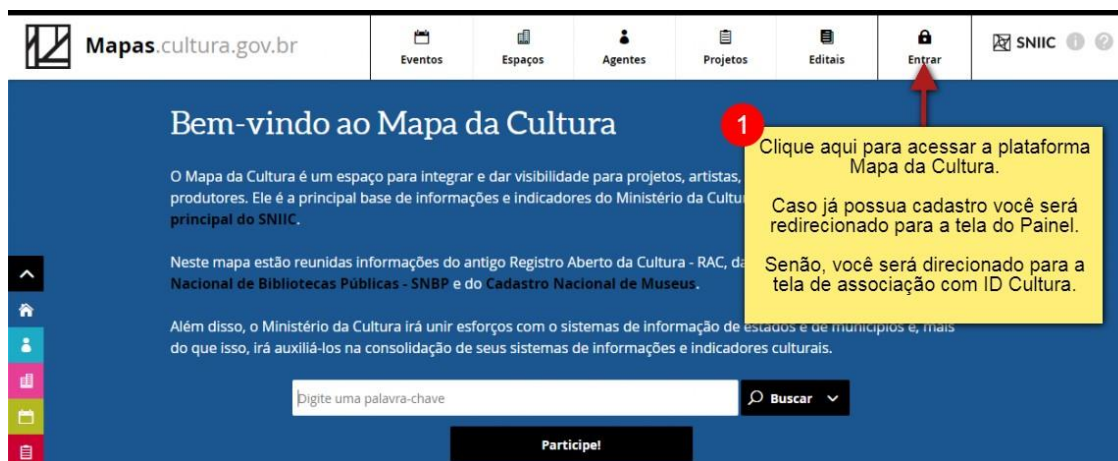 Mapas.cultura.gov.br
Eventos
Espaços
Agentes
Projetos
Editais
Entrar
SNIIC
Bem-vindo ao Mapa da Cultura
O Mapa da Cultura é um espaço para integrar e dar visibilidade para projetos, artistas,
produtores. Ele é a principal base de informações e indicadores do Ministério da
principal do SNIIC.
Neste mapa estão reunidas informações do antigo Registro Aberto da Cultura - RAC,
Nacional de Bibliotecas Públicas - SNBP e do Cadastro Nacional de Museus.
Além disso, o Ministério da Cultura irá unir esforços com o sistemas de informação de estados e de municípios e, mais
do que isso, irá auxiliá-los na consolidação de seus sistemas de informações e indicadores culturais.
1
Clique aqui para acessar a plataforma
Mapa da Cultura.
Caso já possua cadastro você será
redirecionado para a tela do Painel.
Senão, você será direcionado para a
tela de associação com ID Cultura.
Digite uma palavra-chave
Buscar
Participe!